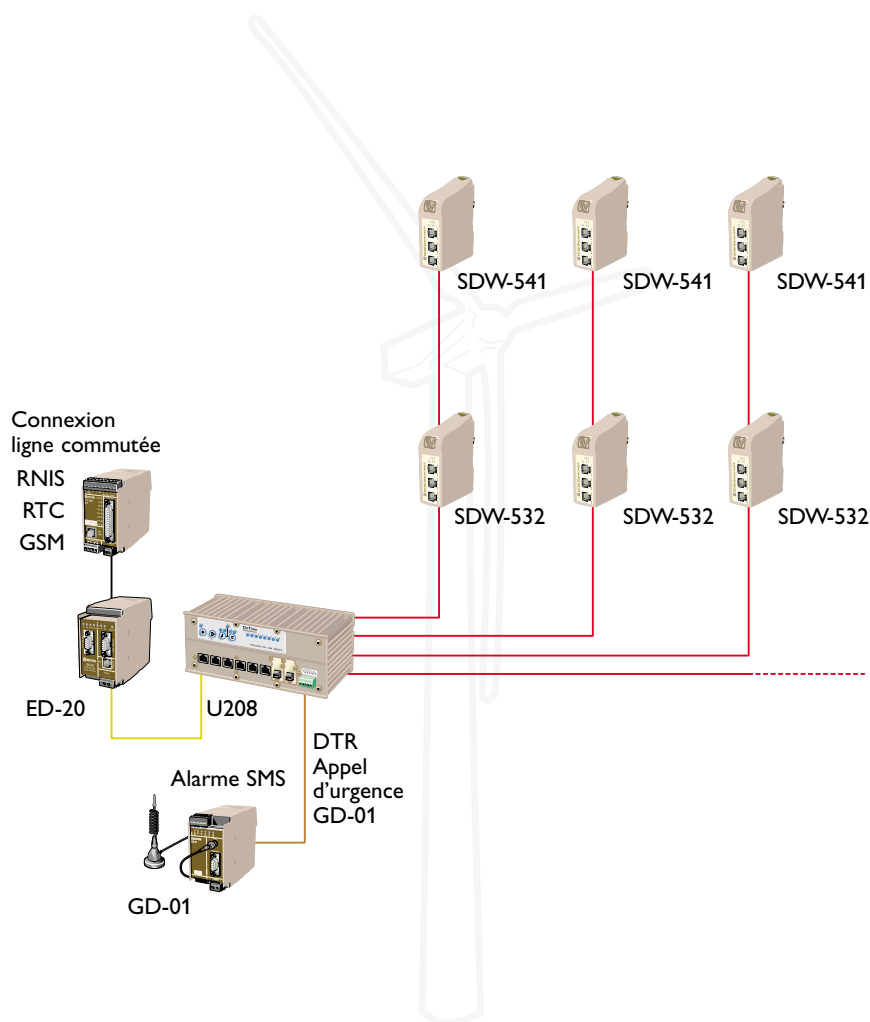 SDW-541
SDW-541
SDW-541
Connexion
ligne commutée
RNIS
RTC
GSM
SDW-532
SDW-532
SDW-532
ED-20
U208
DTR
Appel
d’urgence
GD-01
Alarme SMS
GD-01